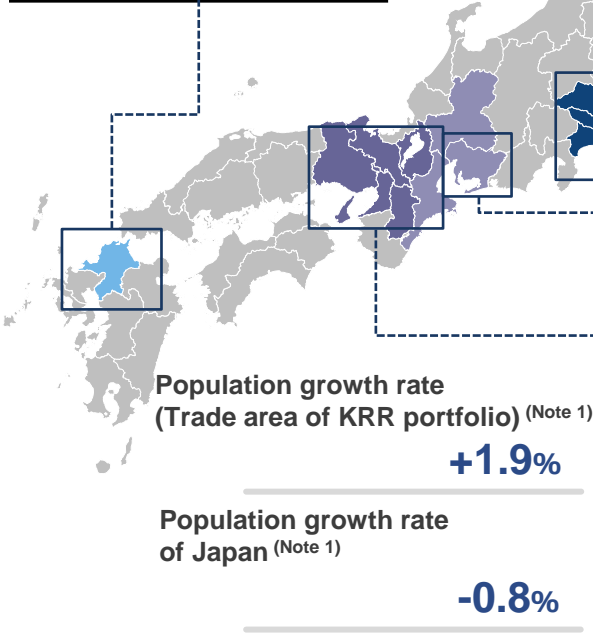 Population growth rate
(Trade area of KRR portfolio) (Note 1)
+1.9%
Population growth rate
of Japan (Note 1)
-0.8%